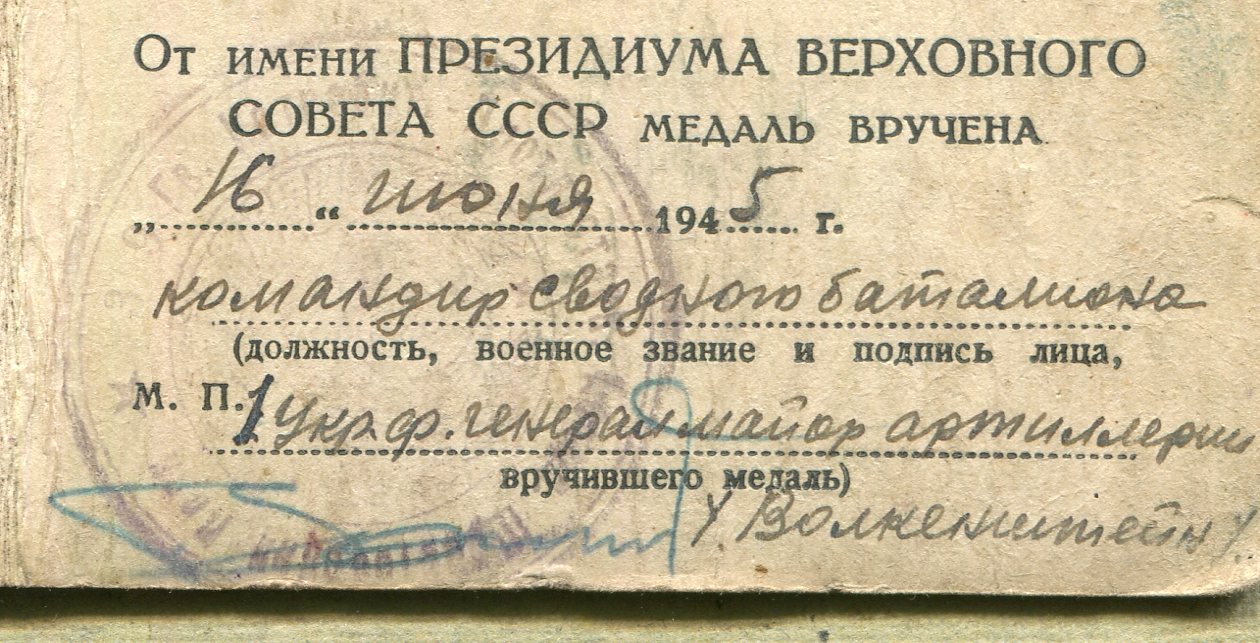 От имени ПРЕЗИДИУМА ВЕРХОВНОГО
СОВЕТА СССР МЕДАЛЬ ВРУЧЕНА
„16“ июня 1945 г.
командир сводного баталиона
(должность, военное звание и подпись лица,
М. П. 1 Укр.ф. генерал майор артиллерии
вручившего медаль)
/Волкенштейн/